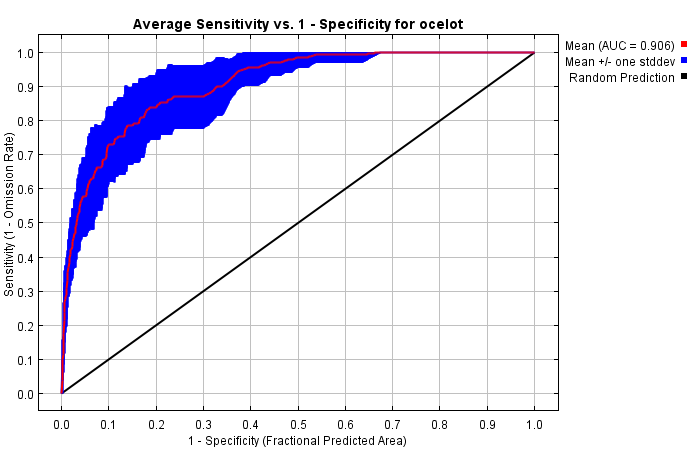 Average Sensitivity vs. 1 - Specificity for ocelot
Mean (AUC = 0.906)
Mean +/- one stddev
Random Prediction
Sensitivity (1 - Omission Rate)
1.0
0.9
0.8
0.7
0.6
0.5
0.4
0.3
0.2
0.1
0.0
0.0 0.1 0.2 0.3 0.4 0.5 0.6 0.7 0.8 0.9 1.0
1 - Specificity (Fractional Predicted Area)